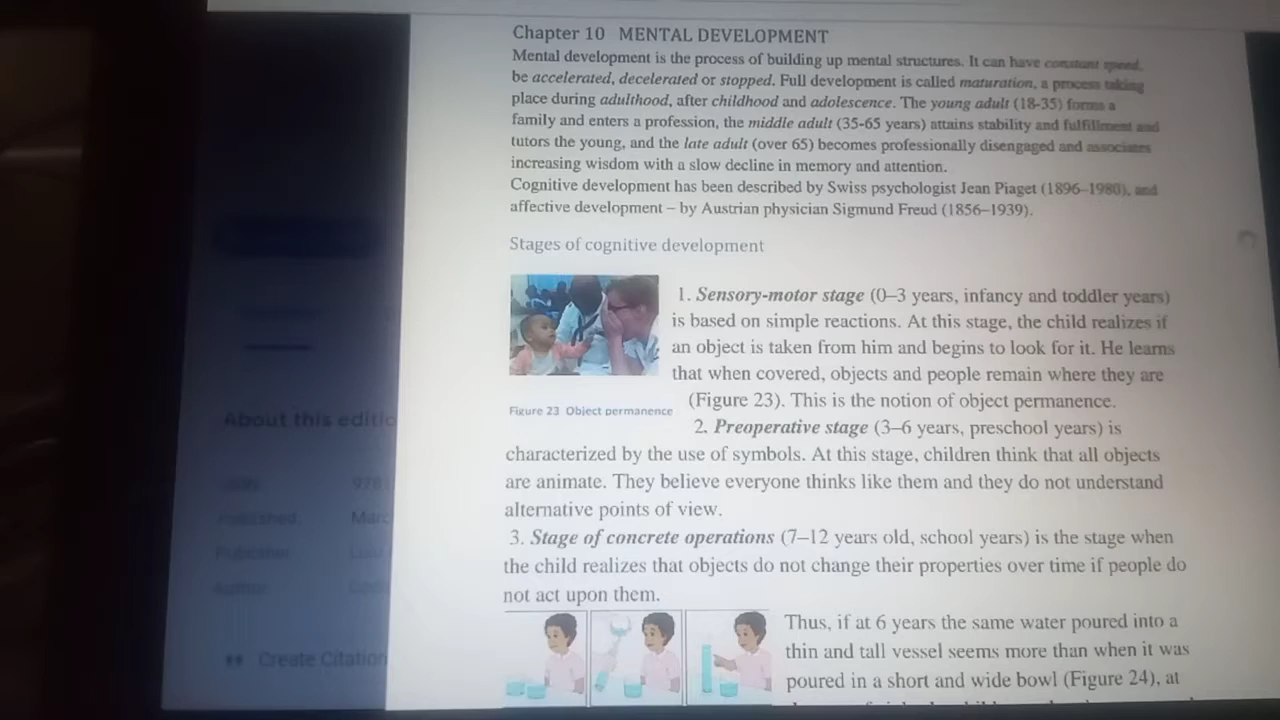 Chapter 10 MENTAL DEVELOPMENT
Mental development is the process of building up mental structures. It can have constant speed,
be accelerated, decelerated or stopped. Full development is called maturation, a process taking
place during adulthood, after childhood and adolescence. The young adult (18-35) forms a
family and enters a profession, the middle adult (35-65 years) attains stability and fulfillment and
tutors the young, and the late adult (over 65) becomes professionally disengaged and associates
increasing wisdom with a slow decline in memory and attention.
Cognitive development has been described by Swiss psychologist Jean Piaget (1896–1980), and
affective development – by Austrian physician Sigmund Freud (1856–1939).
Stages of cognitive development
1. Sensory-motor stage (0–3 years, infancy and toddler years)
is based on simple reactions. At this stage, the child realizes if
an object is taken from him and begins to look for it. He learns
that when covered, objects and people remain where they are
(Figure 23). This is the notion of object permanence.
Figure 23 Object permanence
2. Preoperative stage (3–6 years, preschool years) is
characterized by the use of symbols. At this stage, children think that all objects
are animate. They believe everyone thinks like them and they do not understand
alternative points of view.
3. Stage of concrete operations (7–12 years old, school years) is the stage when
the child realizes that objects do not change their properties over time if people do
not act upon them.
Thus, if at 6 years the same water poured into a
thin and tall vessel seems more than when it was
poured in a short and wide bowl (Figure 24), at
About this editio
ISBN 978
Published Marc
Publisher Lulu
Author
Create Citation